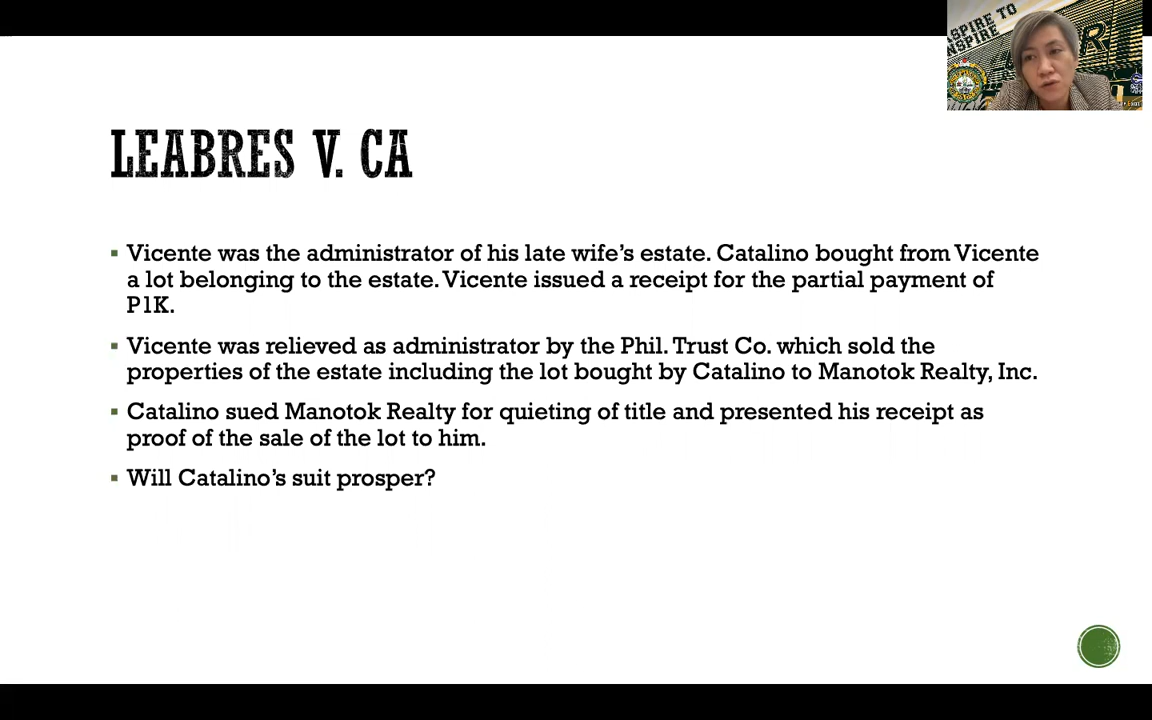 SPIRE TO
NSPIRE
LEABRES V. CA
▪ Vicente was the administrator of his late wife's estate. Catalino bought from Vicente
a lot belonging to the estate. Vicente issued a receipt for the partial payment of
P1K.
▪ Vicente was relieved as administrator by the Phil. Trust Co. which sold the
properties of the estate including the lot bought by Catalino to Manotok Realty, Inc.
▪ Catalino sued Manotok Realty for quieting of title and presented his receipt as
proof of the sale of the lot to him.
▪ Will Catalino's suit prosper?